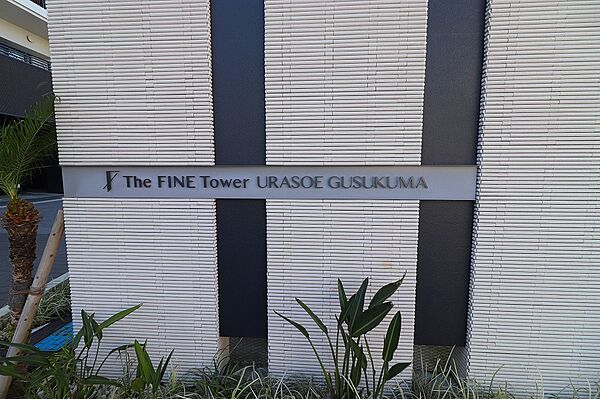 The FINE Tower URASOE GUSUKUMA